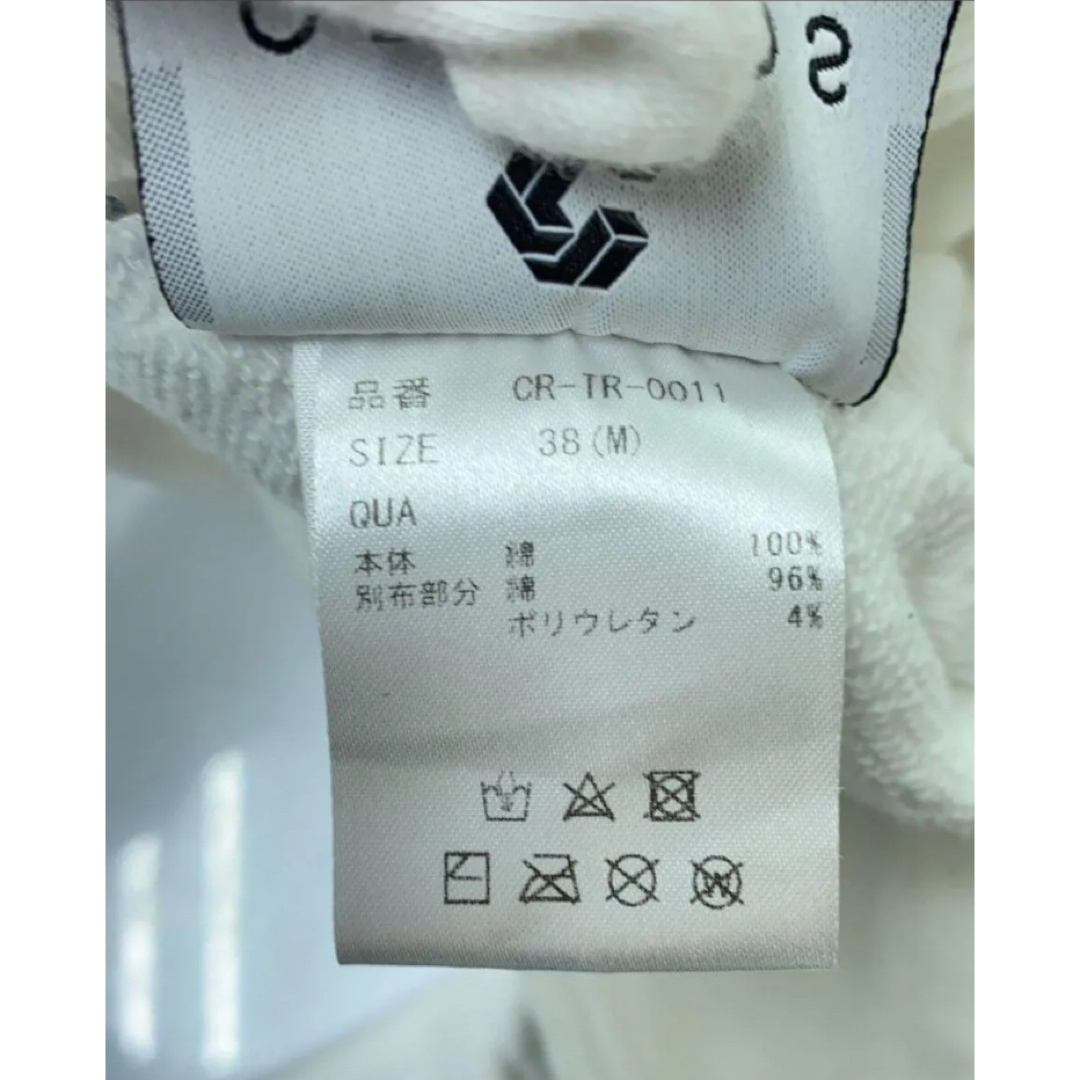 品番 CR-TR-0011
SIZE 38(M)
QUA
本体 綿 100%
別布部分 綿 96%
ポリウレタン 4%
W